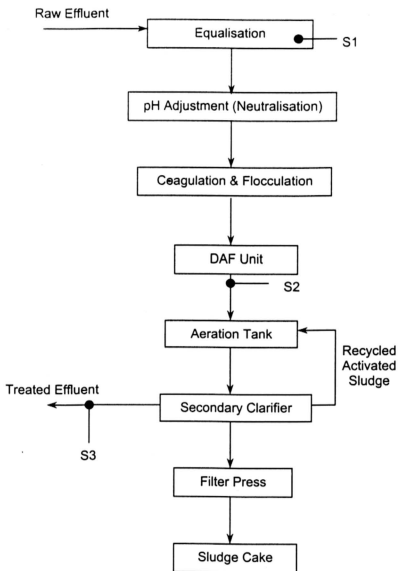 Raw Effluent
Equalisation
S1
pH Adjustment (Neutralisation)
Coagulation & Flocculation
DAF Unit
S2
Aeration Tank
Recycled
Activated
Sludge
Treated Effluent
Secondary Clarifier
S3
Filter Press
Sludge Cake